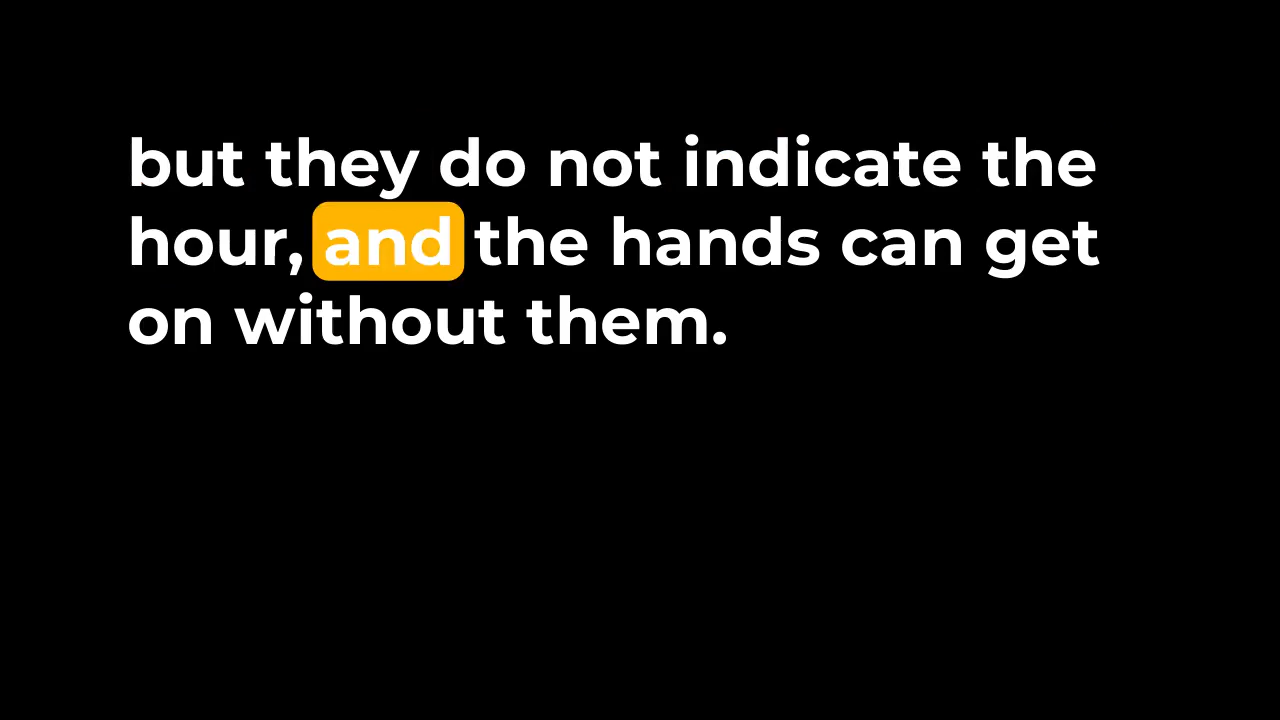 but they do not indicate the
hour, and the hands can get
on without them.